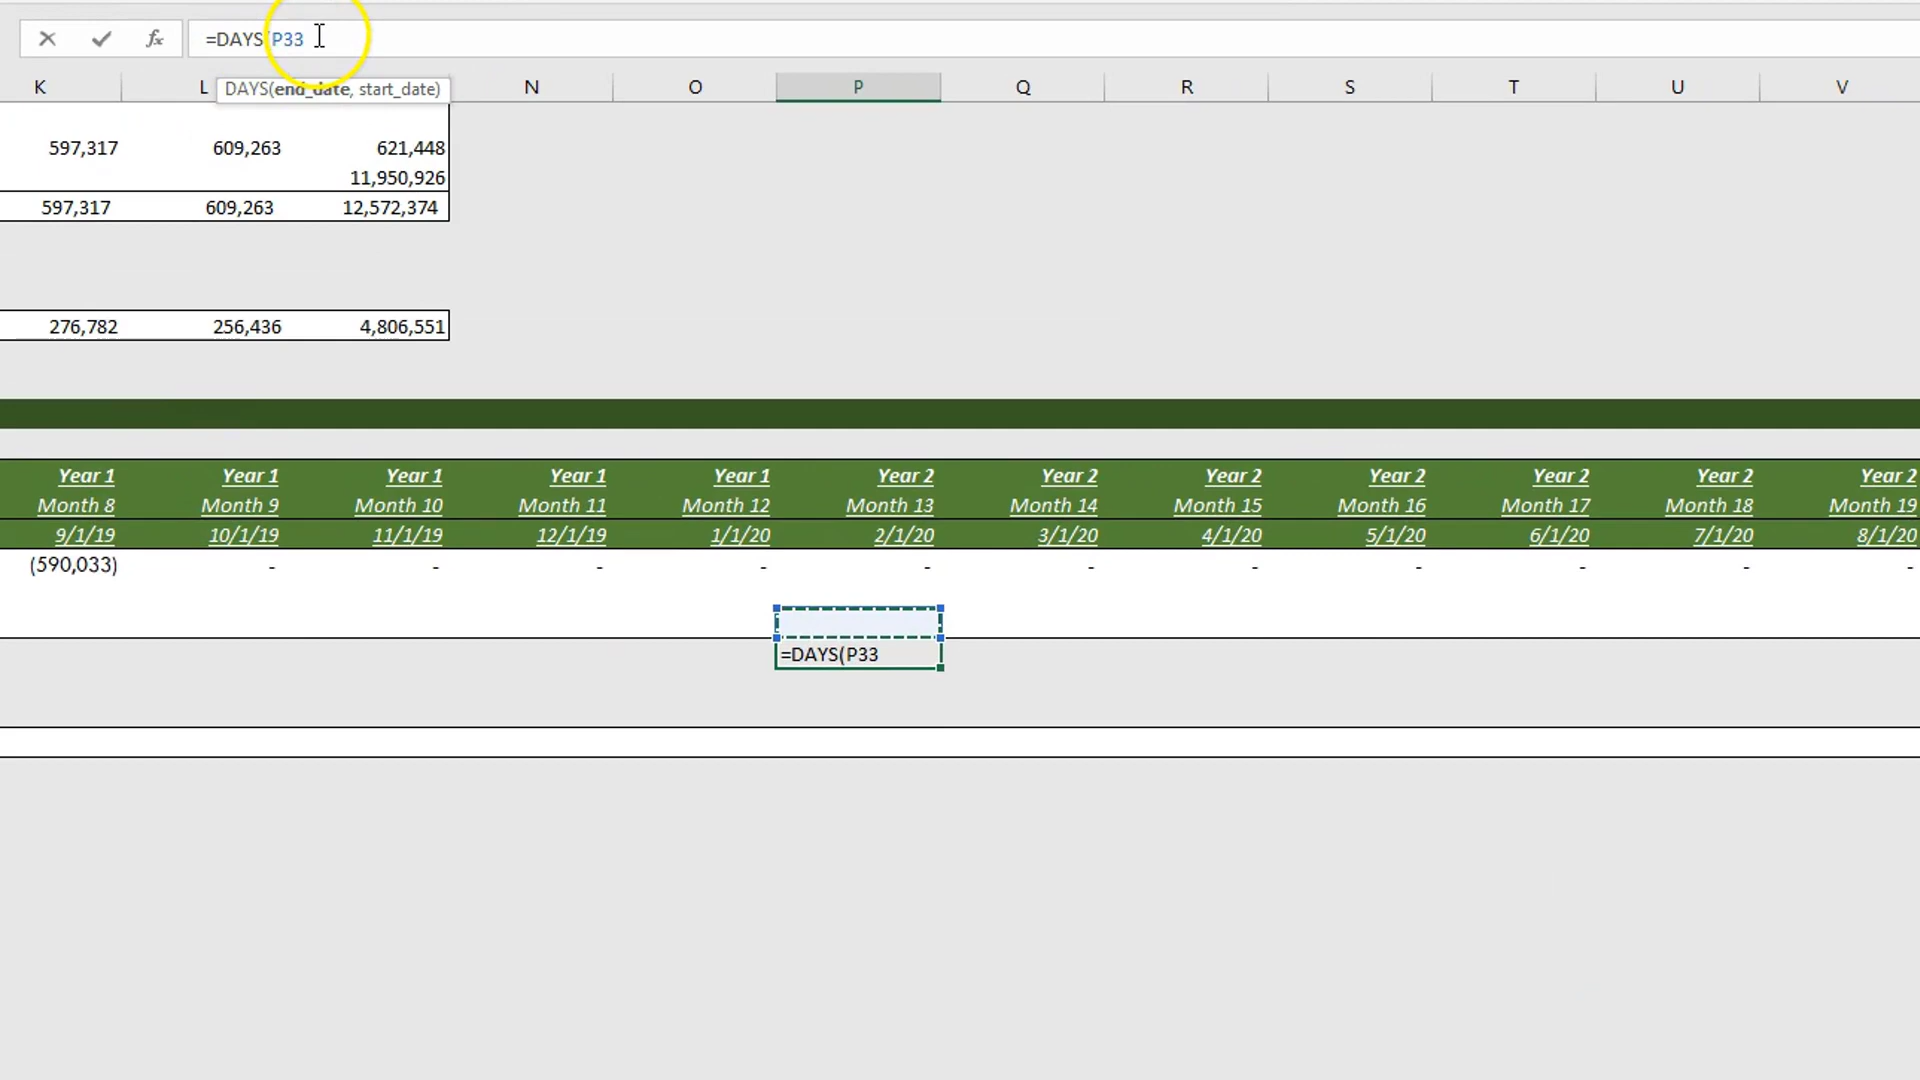 =DAYS(P33
DAYS(end_date, start_date)
K L N O P Q R S T U V
597,317 609,263 621,448
11,950,926
597,317 609,263 12,572,374
276,782 256,436 4,806,551
Year 1 Year 1 Year 1 Year 1 Year 1 Year 2 Year 2 Year 2 Year 2 Year 2 Year 2 Year 2
Month 8 Month 9 Month 10 Month 11 Month 12 Month 13 Month 14 Month 15 Month 16 Month 17 Month 18 Month 19
9/1/19 10/1/19 11/1/19 12/1/19 1/1/20 2/1/20 3/1/20 4/1/20 5/1/20 6/1/20 7/1/20 8/1/20
(590,033) - - - - - - - - - - -
=DAYS(P33